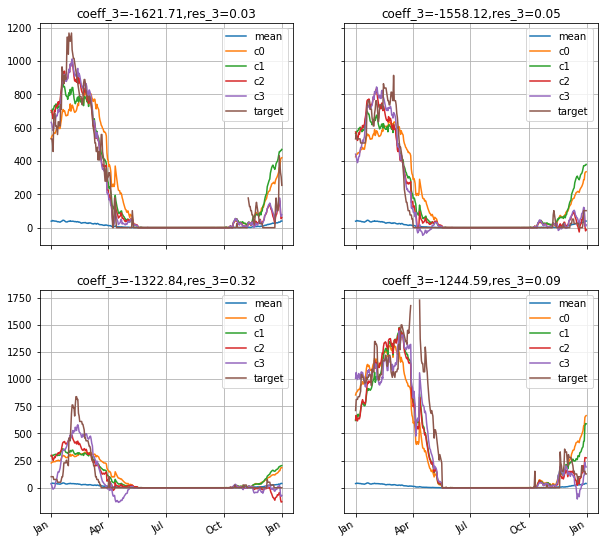 coeff_3=-1621.71,res_3=0.03
1200
1000
800
600
400
200
0
mean
c0
c1
c2
c3
target
coeff_3=-1558.12,res_3=0.05
mean
c0
c1
c2
c3
target
coeff_3=-1322.84,res_3=0.32
1750
1500
1250
1000
750
500
250
0
mean
c0
c1
c2
c3
target
Jan
Apr
Jul
Oct
Jan
coeff_3=-1244.59,res_3=0.09
mean
c0
c1
c2
c3
target
Jan
Apr
Jul
Oct
Jan